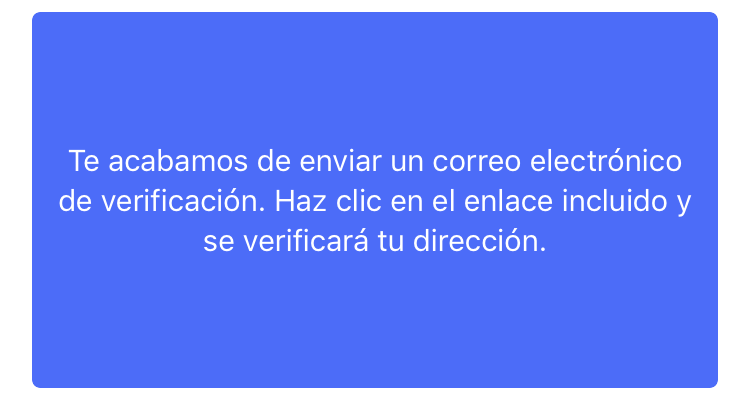 Te acabamos de enviar un correo electrónico
de verificación. Haz clic en el enlace incluido y
se verificará tu dirección.